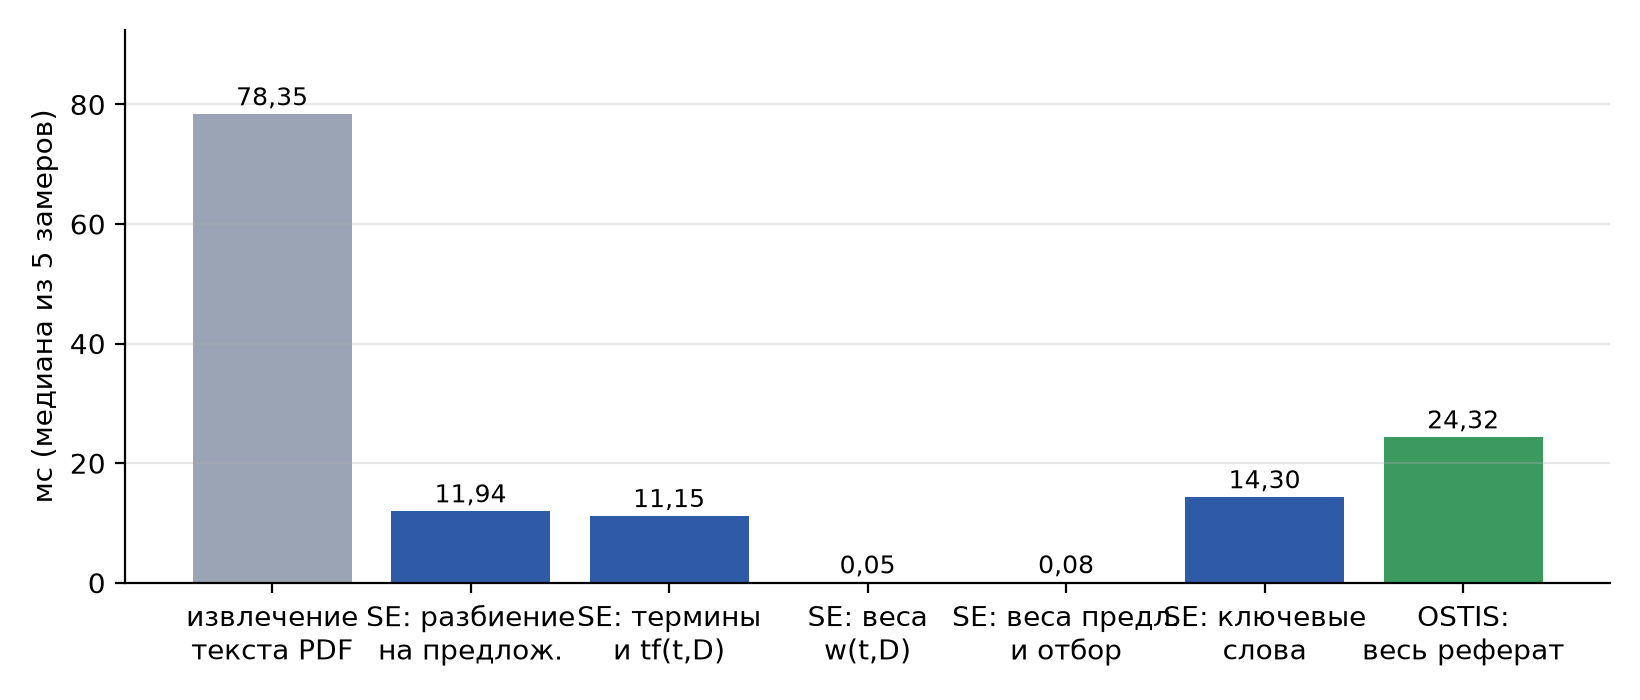 мс (медиана из 5 замеров)
80
60
40
20
0
78,35
11,94
11,15
0,05
0,08
14,30
24,32
извлечение
текста PDF
SE: разбиение
на предлож.
SE: термины
и tf(t,D)
SE: веса
w(t,D)
SE: веса предл.
и отбор
SE: ключевые
слова
OSTIS:
весь реферат